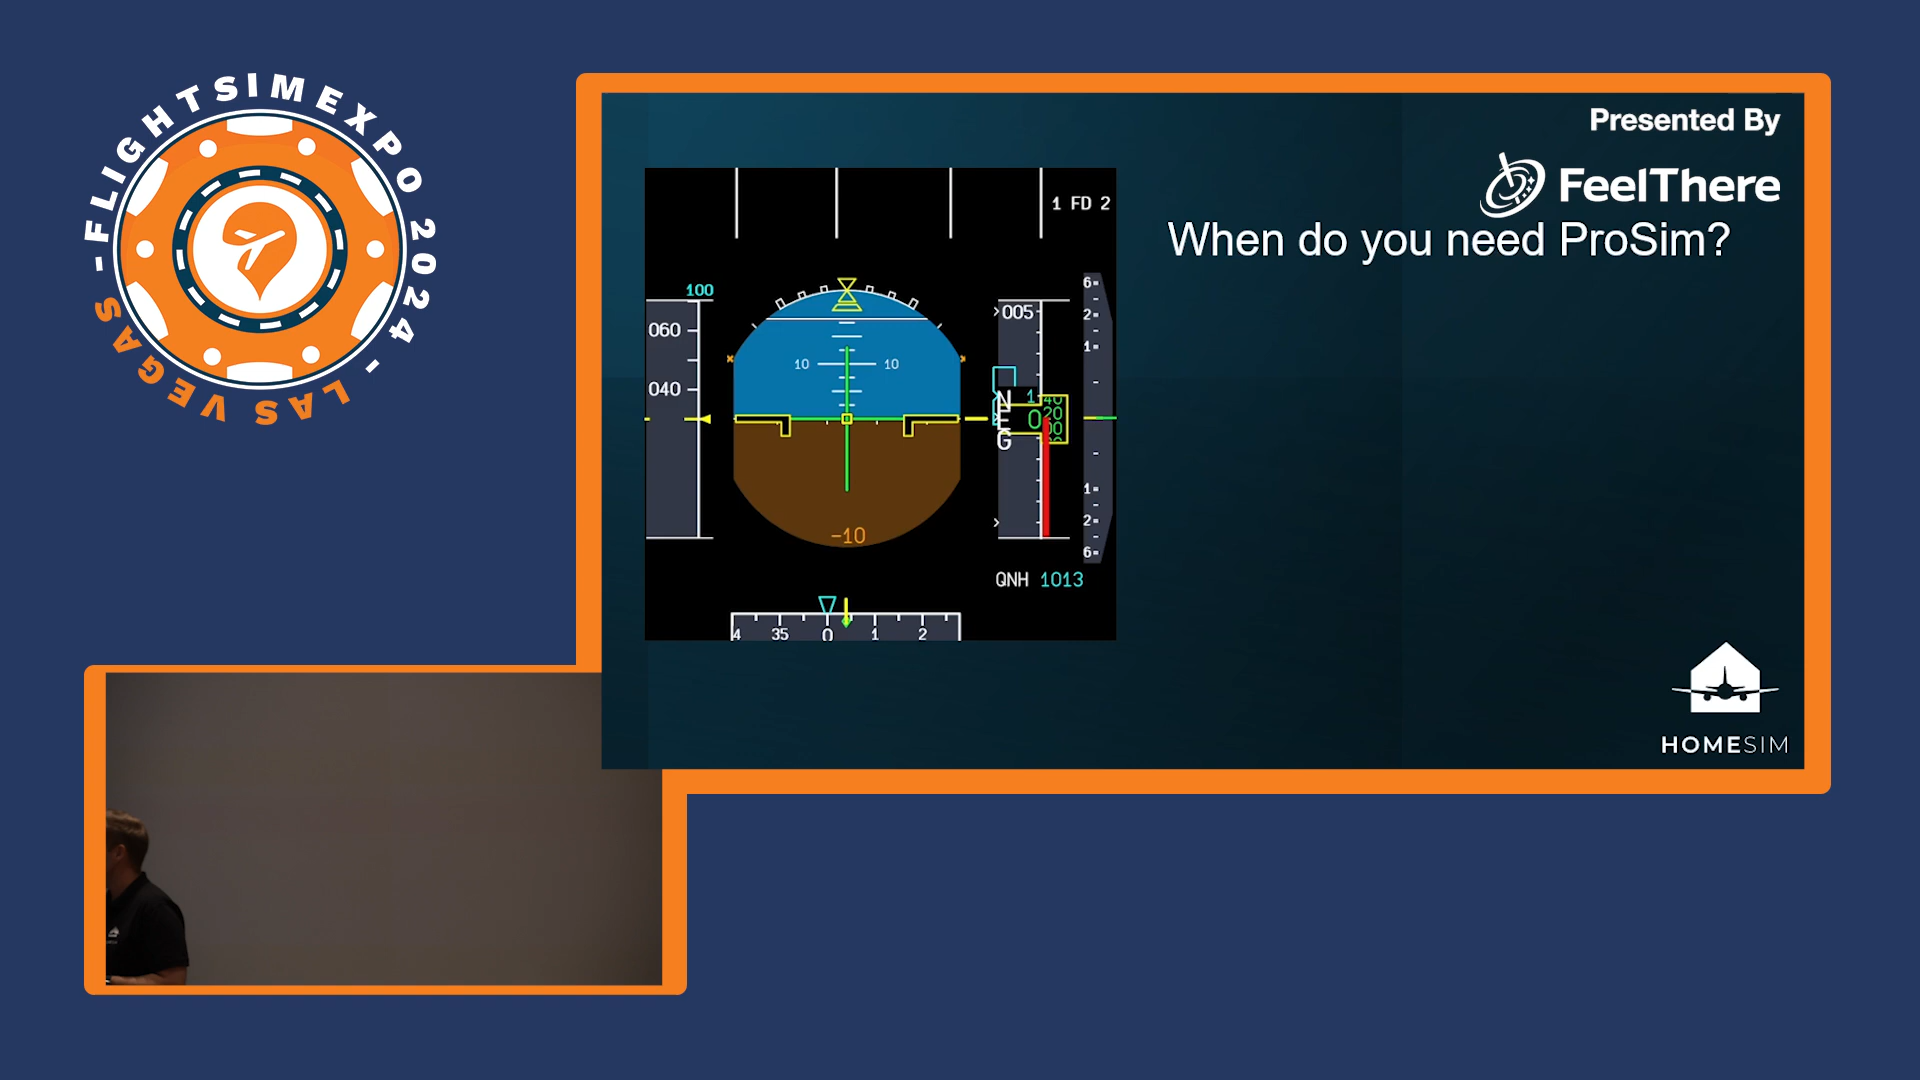 FLIGHTSIMEXPO 2024 - LAS VEGAS -
Presented By
FeelThere
When do you need ProSim?
1 FD 2
100
060
040
10 10
-10
005
N
E
G
1
0
40
20
00
6
2
1
1
2
6
QNH 1013
4 35 0 1 2
HOMESIM